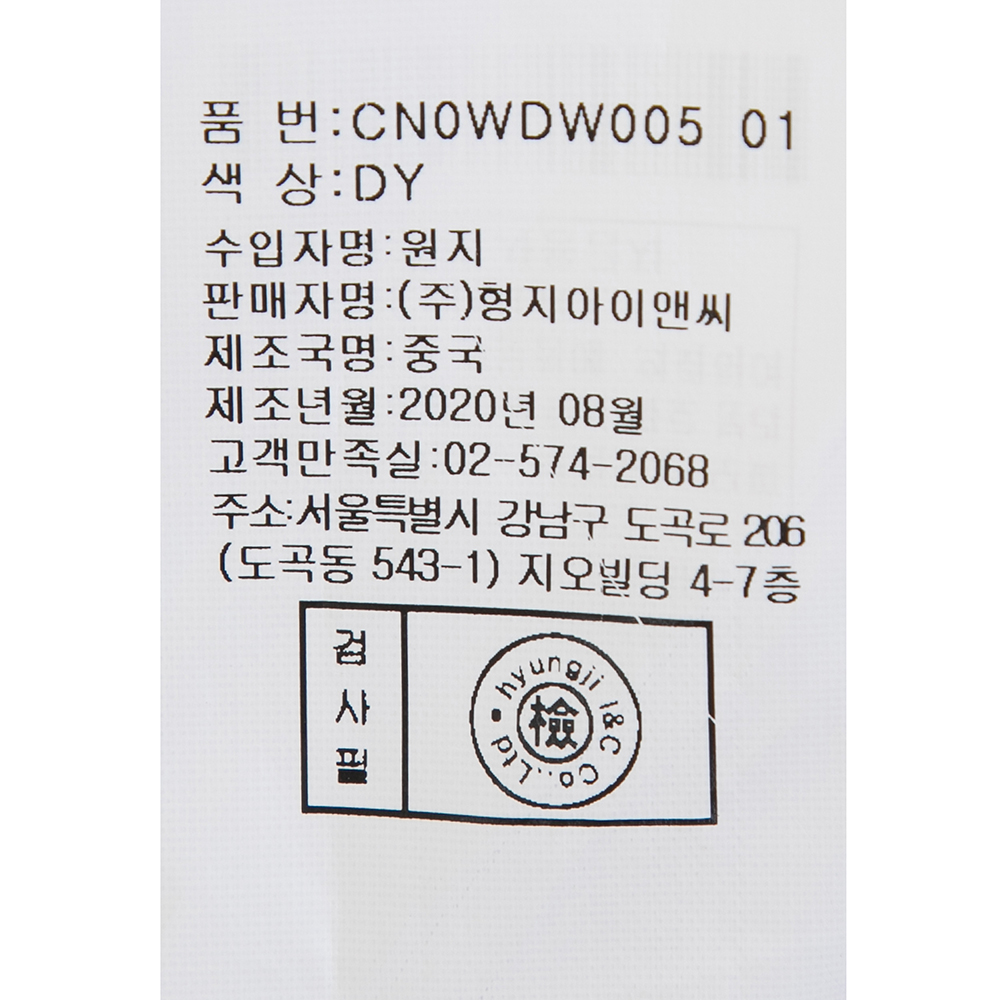 품 번:CN0WDW005 01
색 상:DY
수입자명:원지
판매자명:(주)형지아이앤씨
제조국명:중국
제조년월:2020년 08월
고객만족실:02-574-2068
주소:서울특별시 강남구 도곡로 206
(도곡동 543-1) 지오빌딩 4-7층
검
사
필
hyungji I&C Co.,Ltd
檢